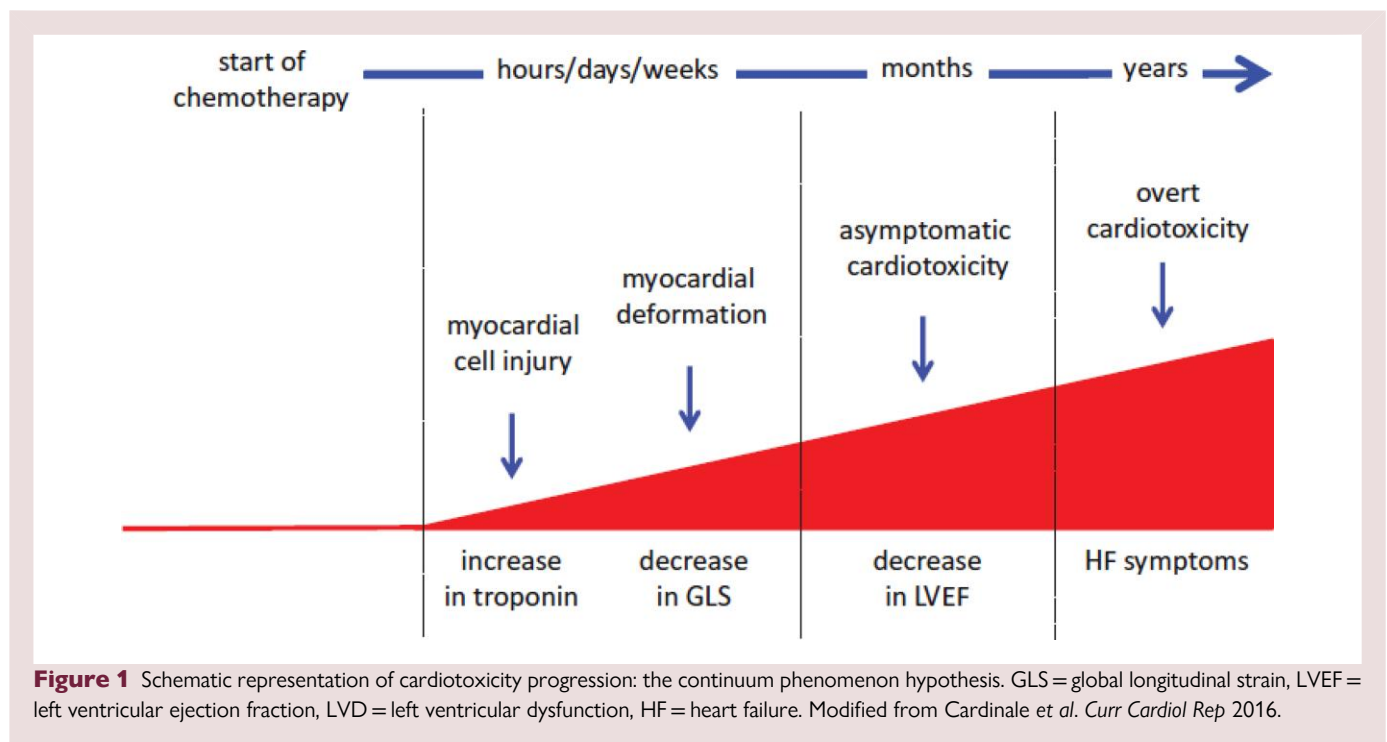 start of
chemotherapy
hours/days/weeks
months
years
myocardial
cell injury
myocardial
deformation
asymptomatic
cardiotoxicity
overt
cardiotoxicity
increase
in troponin
decrease
in GLS
decrease
in LVEF
HF symptoms
Figure 1 Schematic representation of cardiotoxicity progression: the continuum phenomenon hypothesis. GLS = global longitudinal strain, LVEF =
left ventricular ejection fraction, LVD = left ventricular dysfunction, HF = heart failure. Modified from Cardinale et al. Curr Cardiol Rep 2016.